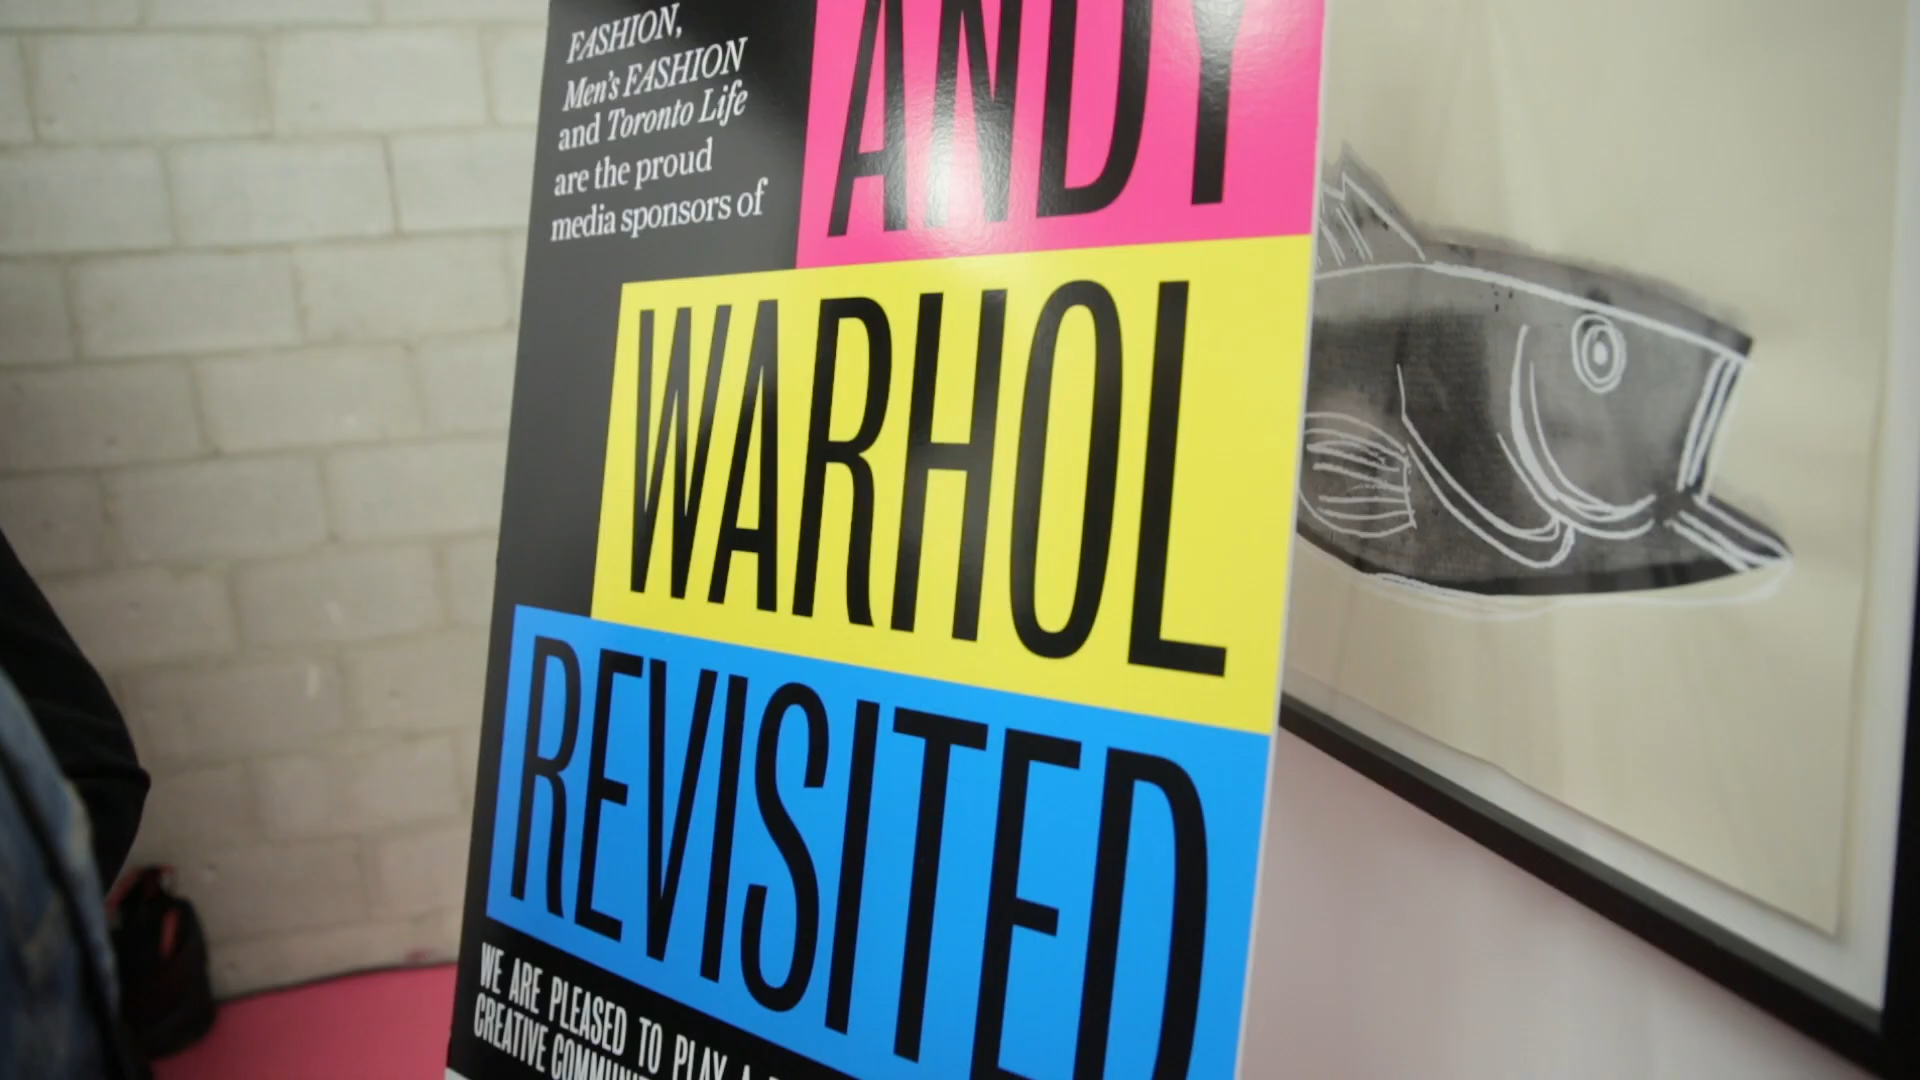 FASHION,
Men's FASHION
and Toronto Life
are the proud
media sponsors of
ANDY
WARHOL
REVISITED
WE ARE PLEASED TO PLAY A
CREATIVE